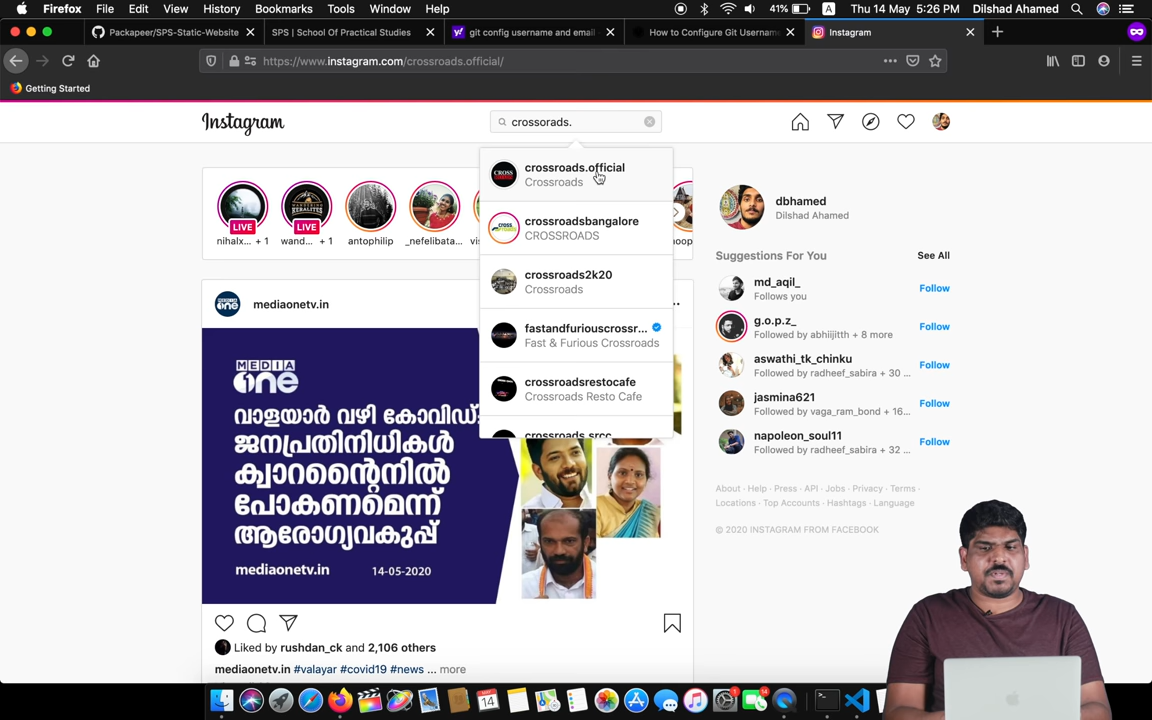 Firefox File Edit View History Bookmarks Tools Window Help 41% A Thu 14 May 5:26 PM Dilshad Ahamed
Packapeer/SPS-Static-Website SPS | School Of Practical Studies git config username and email How to Configure Git Usernam Instagram
https://www.instagram.com/crossroads.official/
Getting Started
Instagram
crossorads.
crossroads.official
Crossroads
crossroadsbangalore
CROSSROADS
crossroads2k20
Crossroads
fastandfuriouscrossr...
Fast & Furious Crossroads
crossroadsrestocafe
Crossroads Resto Cafe
crossroads.srcc
LIVE LIVE
nihalx... + 1 wand... + 1 antophilip _nefelibata...
mediaonetv.in
MEDIA
one
വാളയാർ വഴി കോവിഡ്:
ജനപ്രതിനിധികൾ
ക്വാറന്റൈനിൽ
പോകണമെന്ന്
ആരോഗ്യവകുപ്പ്
mediaonetv.in 14-05-2020
Liked by rushdan_ck and 2,106 others
mediaonetv.in #valayar #covid19 #news ... more
dbhamed
Dilshad Ahamed
Suggestions For You See All
md_aqil_
Follows you
Follow
g.o.p.z_
Followed by abhiijitth + 8 more
Follow
aswathi_tk_chinku
Followed by radheef_sabira + 30 ...
Follow
jasmina621
Followed by vaga_ram_bond + 16...
Follow
napoleon_soul11
Followed by radheef_sabira + 32 ...
Follow
About · Help · Press · API · Jobs · Privacy · Terms ·
Locations · Top Accounts · Hashtags · Language
© 2020 INSTAGRAM FROM FACEBOOK